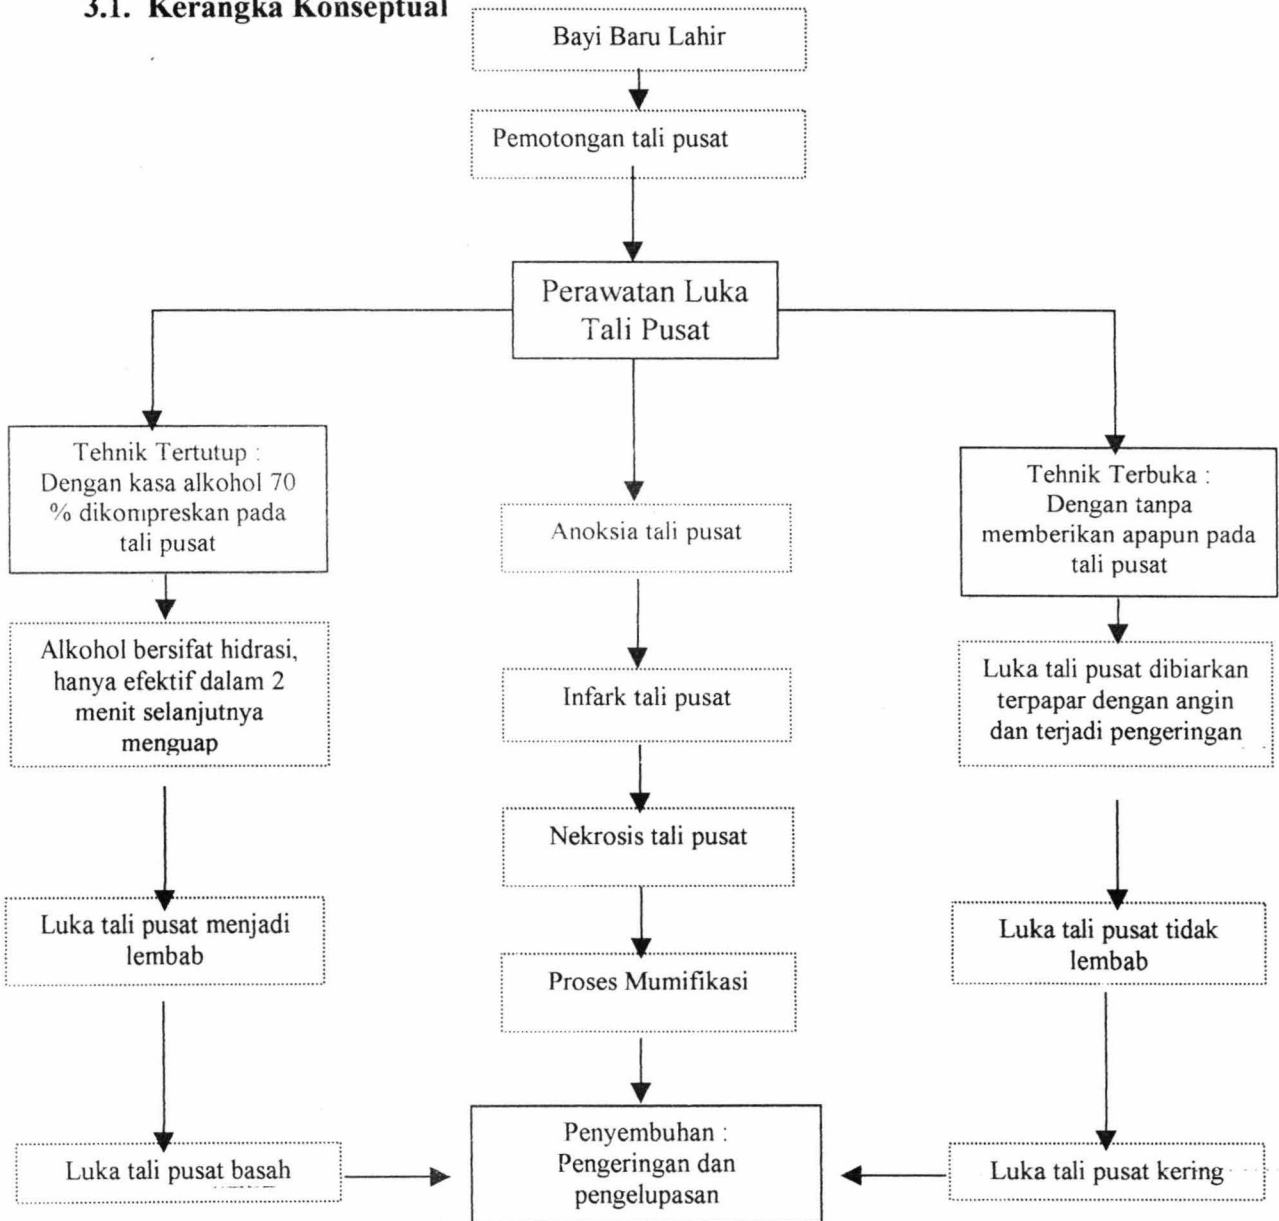 3.1. Kerangka Konseptual
Bayi Baru Lahir
Pemotongan tali pusat
Perawatan Luka
Tali Pusat
Tehnik Tertutup :
Dengan kasa alkohol 70
% dikompreskan pada
tali pusat
Alkohol bersifat hidrasi,
hanya efektif dalam 2
menit selanjutnya
menguap
Luka tali pusat menjadi
lembab
Luka tali pusat basah
Anoksia tali pusat
Infark tali pusat
Nekrosis tali pusat
Proses Mumifikasi
Penyembuhan :
Pengeringan dan
pengelupasan
Tehnik Terbuka :
Dengan tanpa
memberikan apapun pada
tali pusat
Luka tali pusat dibiarkan
terpapar dengan angin
dan terjadi pengeringan
Luka tali pusat tidak
lembab
Luka tali pusat kering